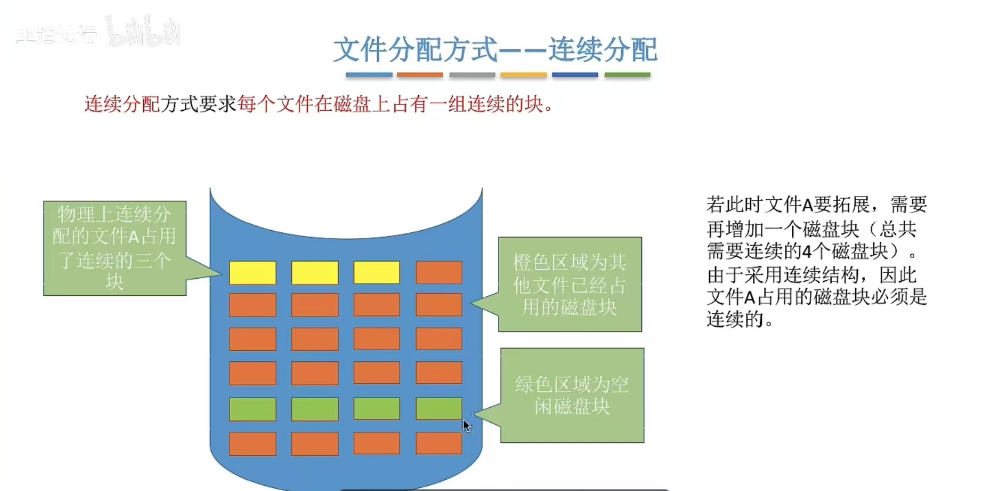 bilibili
文件分配方式——连续分配
连续分配方式要求每个文件在磁盘上占有一组连续的块。
物理上连续分
配的文件A占用
了连续的三个
块
橙色区域为其
他文件已经占
用的磁盘块
绿色区域为空
闲磁盘块
若此时文件A要拓展，需要
再增加一个磁盘块（总共
需要连续的4个磁盘块）。
由于采用连续结构，因此
文件A占用的磁盘块必须是
连续的。